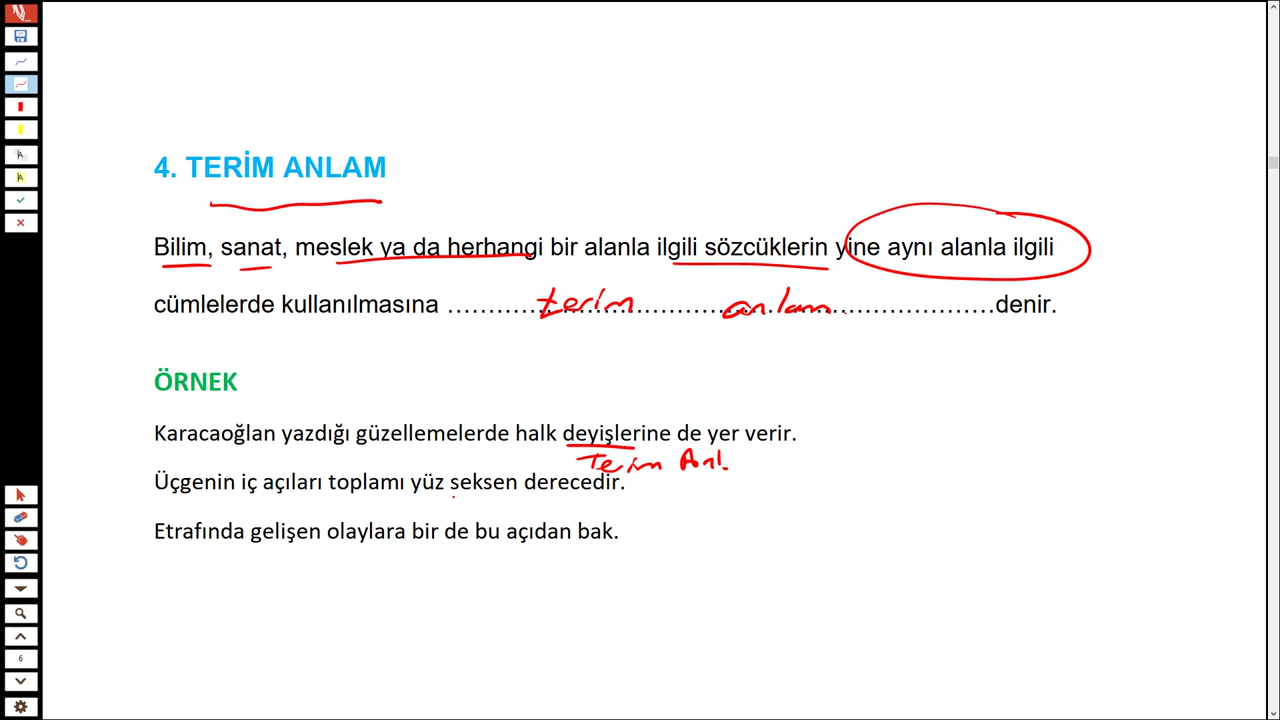 4. TERİM ANLAM
Bilim, sanat, meslek ya da herhangi bir alanla ilgili sözcüklerin yine aynı alanla ilgili
cümlelerde kullanılmasına ………… terim ………… anlam …………denir.
ÖRNEK
Karacaoğlan yazdığı güzellemelerde halk deyişlerine de yer verir.
Terim Anl
Üçgenin iç açıları toplamı yüz seksen derecedir.
Etrafında gelişen olaylara bir de bu açıdan bak.
6